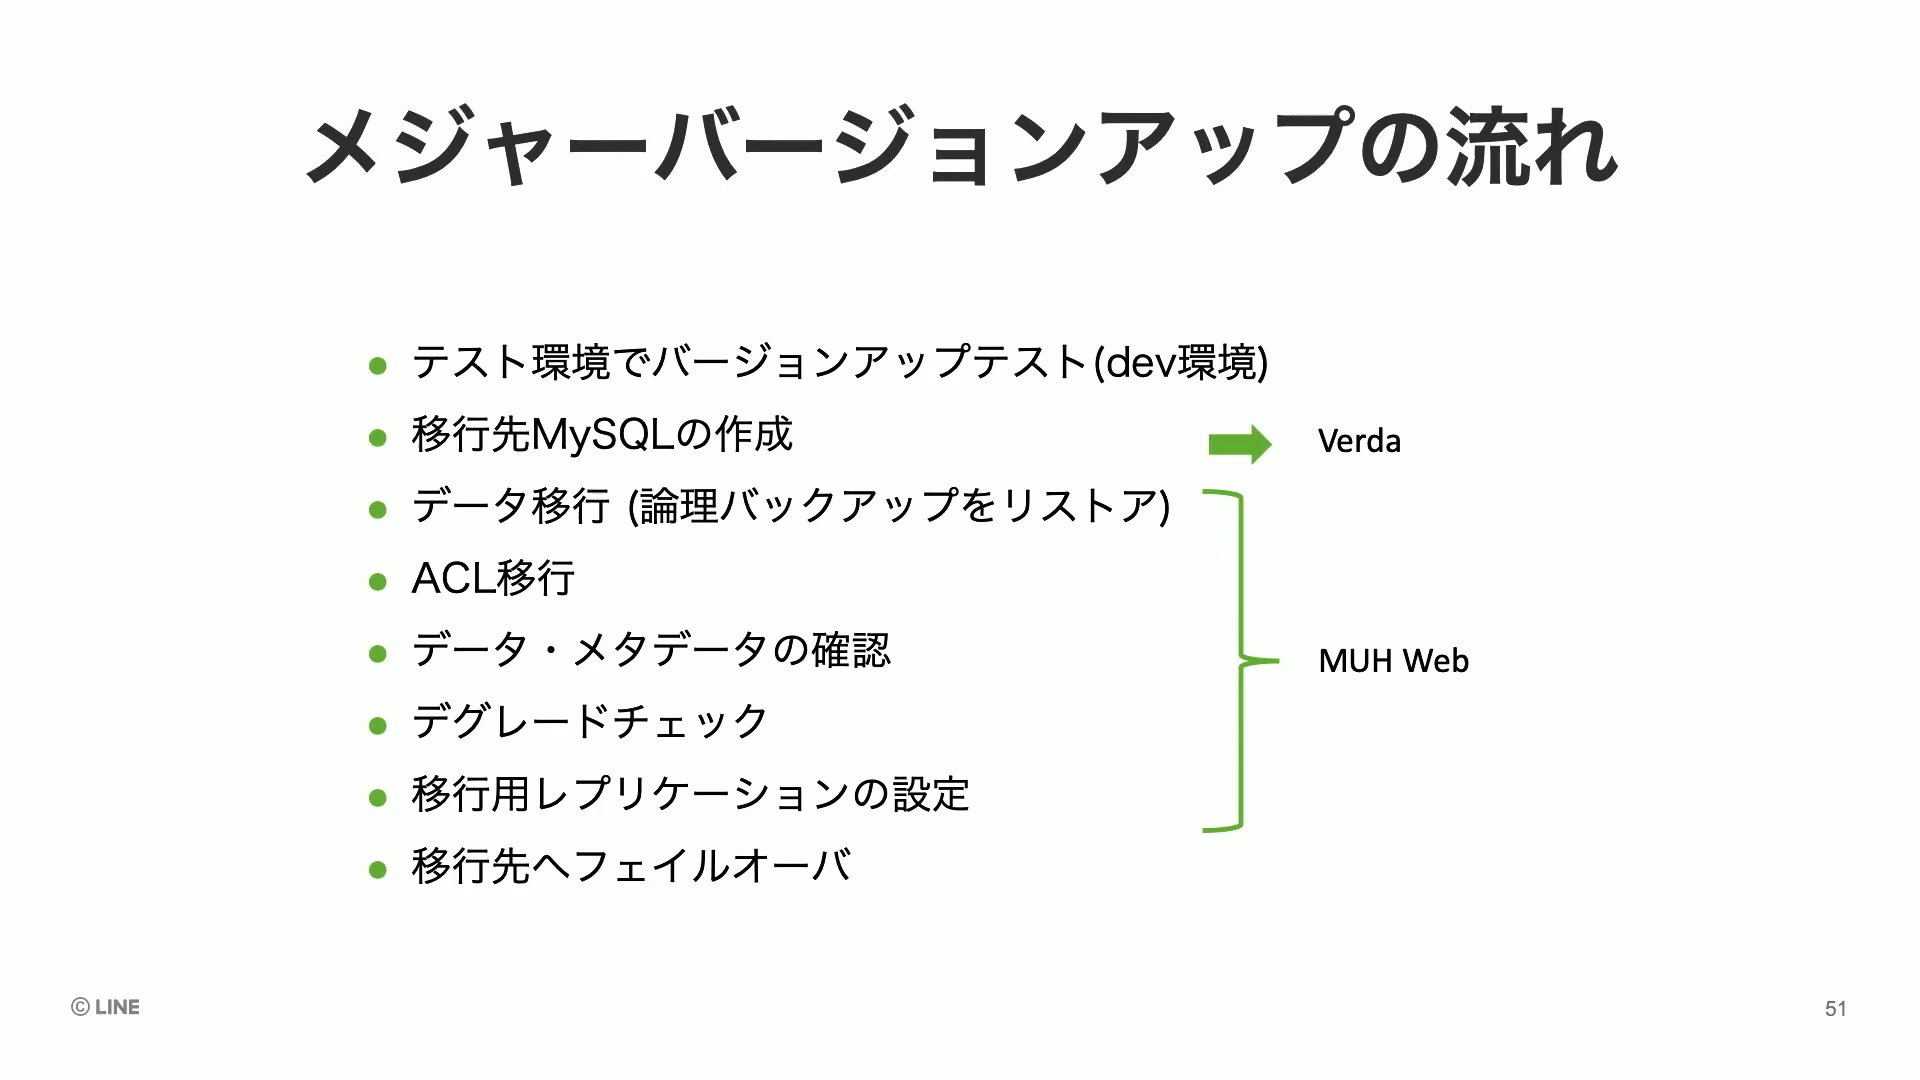 メジャーバージョンアップの流れ
● テスト環境でバージョンアップテスト(dev環境)
● 移行先MySQLの作成
Verda
● データ移行 (論理バックアップをリストア)
● ACL移行
● データ・メタデータの確認
MUH Web
● デグレードチェック
● 移行用レプリケーションの設定
● 移行先へフェイルオーバ
© LINE
51